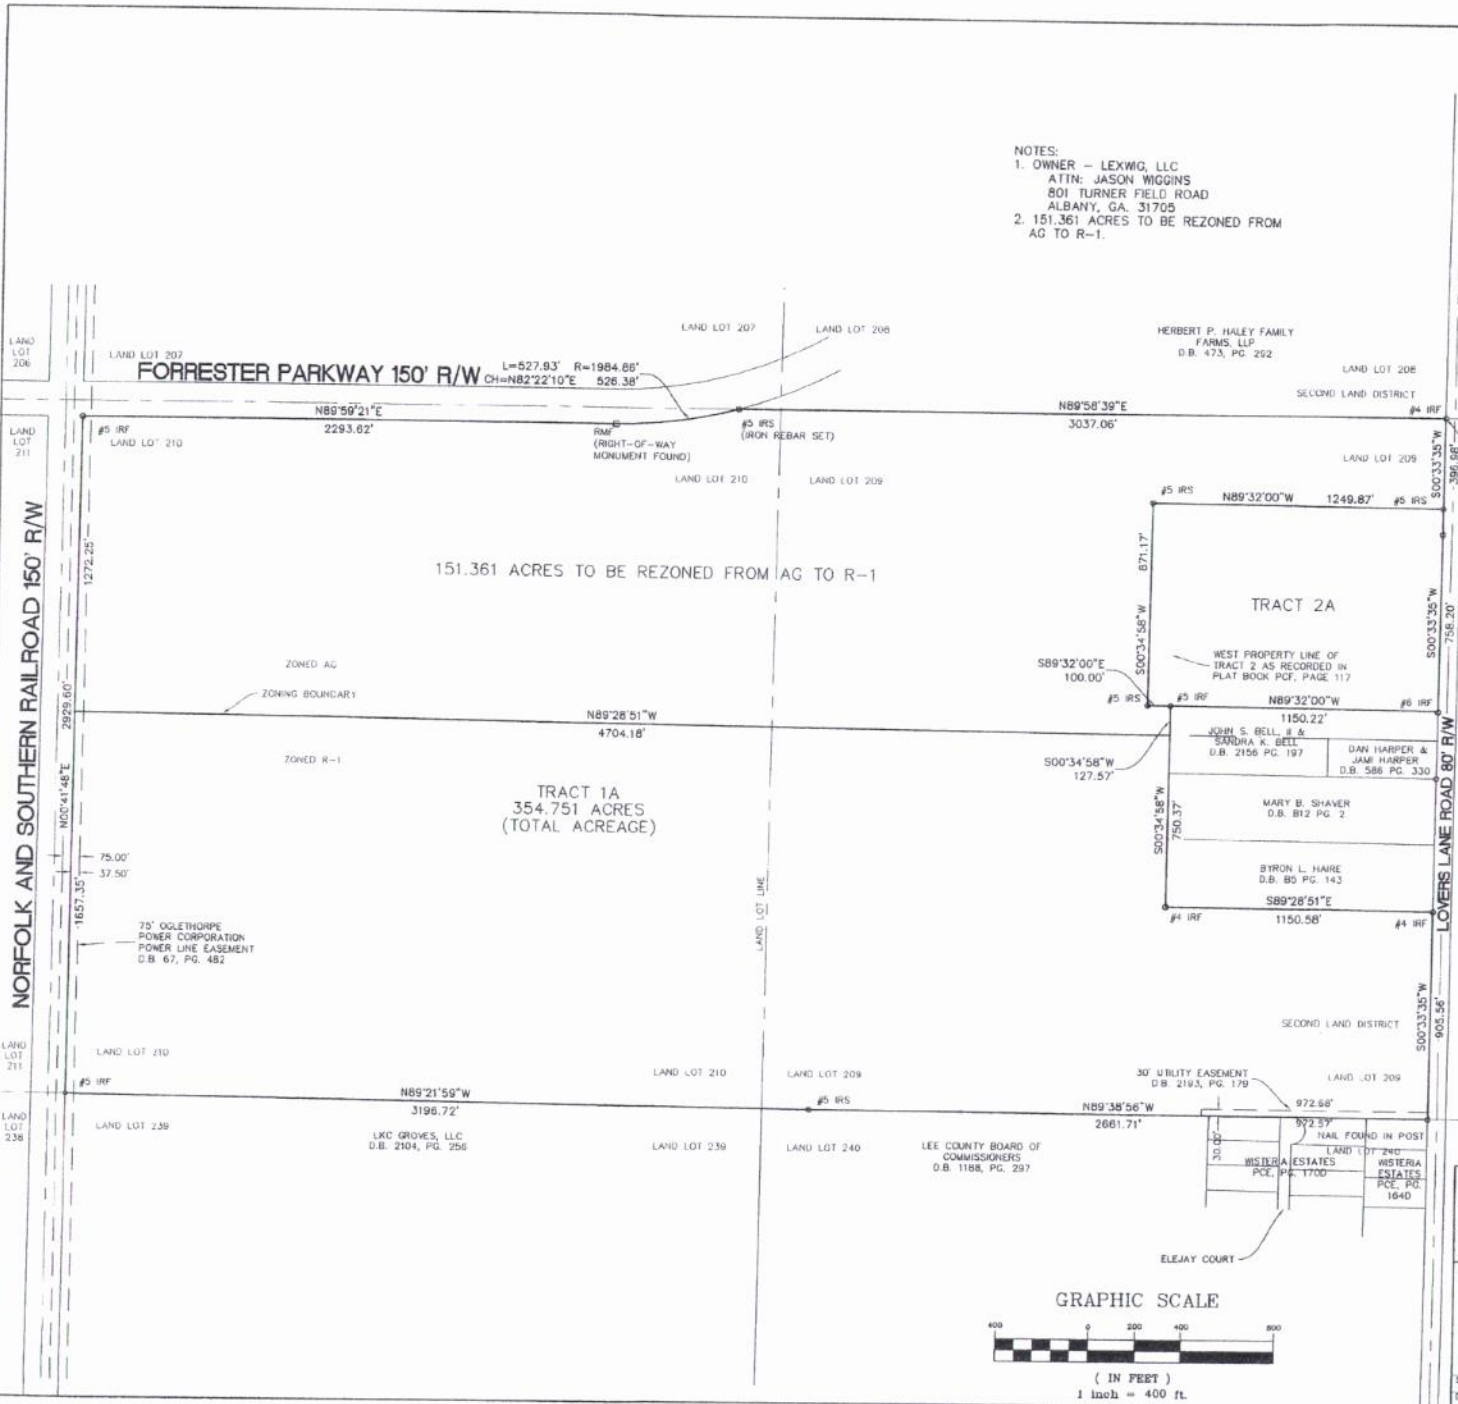 NOTES:
1. OWNER - LEXWIG, LLC
ATTN: JASON WIGGINS
801 TURNER FIELD ROAD
ALBANY, GA. 31705
2. 151.361 ACRES TO BE REZONED FROM
AG TO R-1.
LAND LOT 207
LAND LOT 208
HERBERT P. HALEY FAMILY
FARMS, LLP
D.B. 473, PG. 292
LAND
LOT
206
LAND LOT 207
FORRESTER PARKWAY 150' R/W
L=527.93' R=1984.86'
CH=N82°22'10"E 526.38'
LAND LOT 208
SECOND LAND DISTRICT
N89°59'21"E
2293.62'
N89°58'39"E
3037.06'
#4 IRF
LAND
LOT
211
#5 IRF
LAND LOT 210
RMF
(RIGHT-OF-WAY
MONUMENT FOUND)
#5 IRS
(IRON REBAR SET)
LAND LOT 210
LAND LOT 209
LAND LOT 209
S00°33'35"W
396.98'
#5 IRS
N89°32'00"W 1249.87'
#5 IRS
NORFOLK AND SOUTHERN RAILROAD 150' R/W
1272.25'
151.361 ACRES TO BE REZONED FROM AG TO R-1
871.17'
S00°34'58"W
TRACT 2A
S00°33'35"W
758.20'
WEST PROPERTY LINE OF
TRACT 2 AS RECORDED IN
PLAT BOOK PCF, PAGE 117
ZONED AG
ZONING BOUNDARY
S89°32'00"E
100.00'
#5 IRS
#5 IRF
N89°32'00"W
1150.22'
#6 IRF
2929.60'
N00°41'48"E
N89°28'51"W
4704.18'
ZONED R-1
JOHN S. BELL, II &
SANDRA K. BELL
D.B. 2156 PG. 197
DAN HARPER &
JAMI HARPER
D.B. 586 PG. 330
S00°34'58"W
127.57'
TRACT 1A
354.751 ACRES
(TOTAL ACREAGE)
MARY B. SHAVER
D.B. B12 PG. 2
S00°34'58"W
750.37'
BYRON L. HAIRE
D.B. B5 PG. 143
LOVERS LANE ROAD 80' R/W
75.00'
37.50'
1657.35'
75' OGLETHORPE
POWER CORPORATION
POWER LINE EASEMENT
D.B. 67, PG. 482
LAND LOT LINE
S89°28'51"E
1150.58'
#4 IRF
#4 IRF
S00°33'35"W
905.56'
SECOND LAND DISTRICT
LAND
LOT
211
LAND LOT 210
#5 IRF
LAND LOT 210
LAND LOT 209
30' UTILITY EASEMENT
D.B. 2193, PG. 179
LAND LOT 209
N89°21'59"W
3196.72'
#5 IRS
N89°38'56"W
2661.71'
972.68'
972.57'
NAIL FOUND IN POST
LAND
LOT
238
LAND LOT 239
LKC GROVES, LLC
D.B. 2104, PG. 256
LAND LOT 239
LAND LOT 240
LEE COUNTY BOARD OF
COMMISSIONERS
D.B. 1188, PG. 297
30.00'
LAND LOT 240
WISTERIA ESTATES
PCE, PG. 170D
WISTERIA
ESTATES
PCE, PG.
164D
ELEJAY COURT
GRAPHIC SCALE
400 0 200 400 800
( IN FEET )
1 inch = 400 ft.